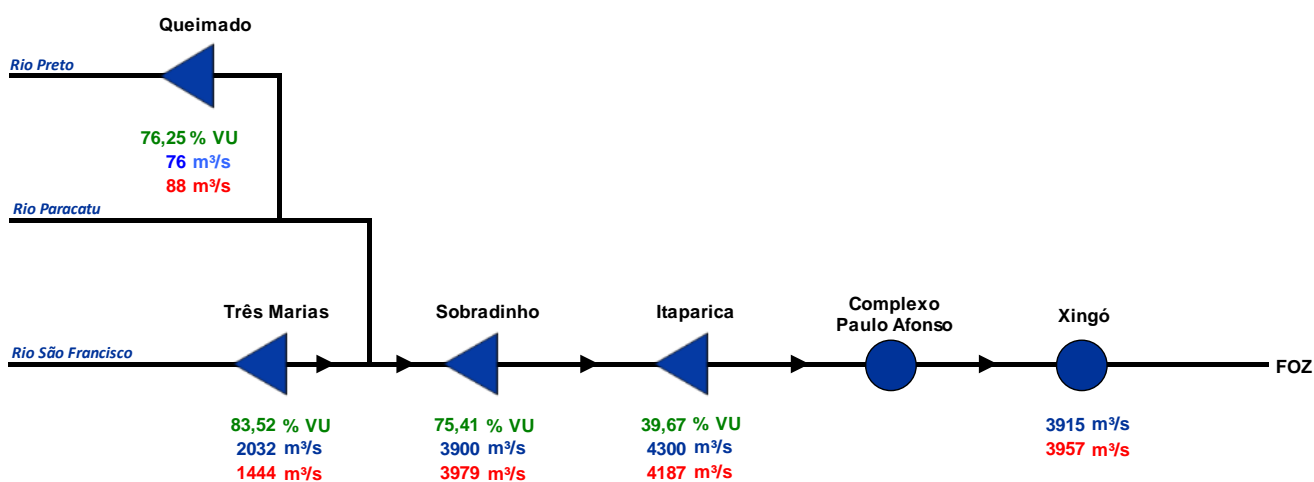 Queimado
Rio Preto
76,25 % VU
76 m³/s
88 m³/s
Rio Paracatu
Três Marias
Sobradinho
Itaparica
Complexo
Paulo Afonso
Xingó
Rio São Francisco
FOZ
83,52 % VU
2032 m³/s
1444 m³/s
75,41 % VU
3900 m³/s
3979 m³/s
39,67 % VU
4300 m³/s
4187 m³/s
3915 m³/s
3957 m³/s